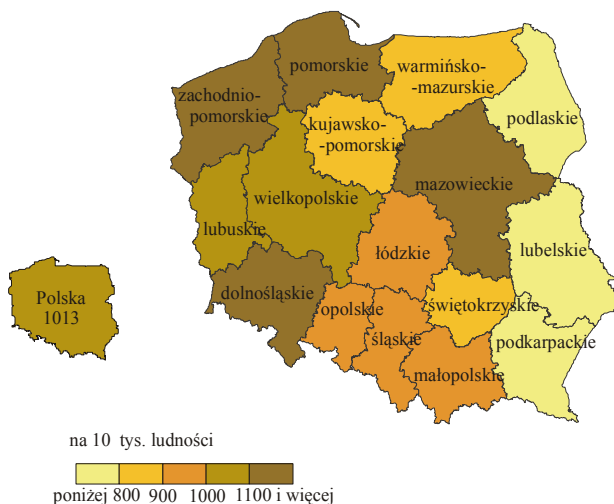 pomorskie
warmińsko-
-mazurskie
zachodnio-
pomorskie
podlaskie
kujawsko-
-pomorskie
mazowieckie
wielkopolskie
lubuskie
łódzkie
lubelskie
Polska
1013
dolnośląskie
opolskie
świętokrzyskie
śląskie
podkarpackie
małopolskie
na 10 tys. ludności
poniżej 800 900 1000 1100 i więcej